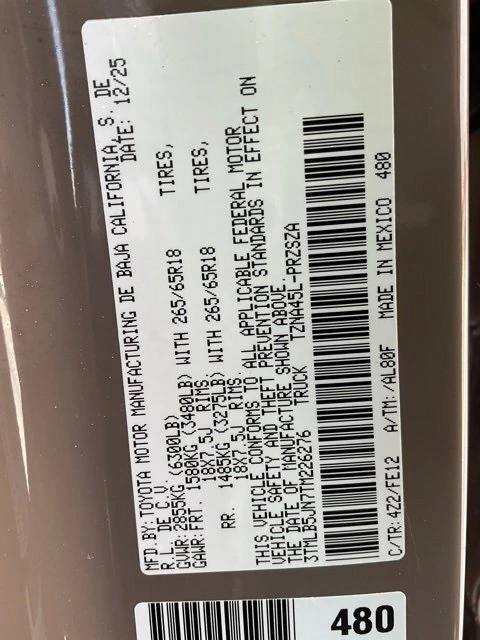 MFD.BY:TOYOTA MOTOR MANUFACTURING DE BAJA CALIFORNIA, S. DE
R.L. DE C.V. DATE: 12/25
GVWR: 2855KG (6300LB)
GAWR: FRT. 1580KG (3480LB) WITH 265/65R18 TIRES,
18X7.5J RIMS.
RR. 1485KG (3275LB) WITH 265/65R18 TIRES,
18X7.5J RIMS.
THIS VEHICLE CONFORMS TO ALL APPLICABLE FEDERAL MOTOR
VEHICLE SAFETY AND THEFT PREVENTION STANDARDS IN EFFECT ON
THE DATE OF MANUFACTURE SHOWN ABOVE.
3TMLB5JN7TM226276 TRUCK TZNA45L-PRZSZA
C/TR: 4Z2/FE12 A/TM: /AL80F MADE IN MEXICO 480
480